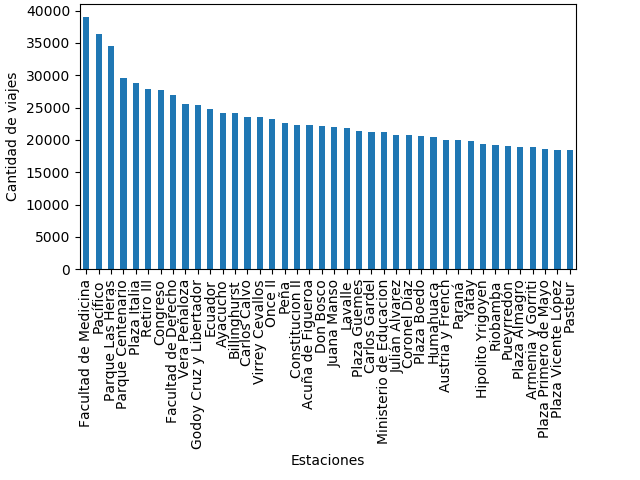 40000
35000
30000
25000
20000
15000
10000
5000
0
Cantidad de viajes
Facultad de Medicina
Pacífico
Parque Las Heras
Parque Centenario
Plaza Italia
Retiro III
Congreso
Facultad de Derecho
Vera Peñaloza
Godoy Cruz y Libertador
Ecuador
Ayacucho
Billinghurst
Carlos Calvo
Virrey Cevallos
Once II
Peña
Constitucion II
Acuña de Figueroa
Don Bosco
Juana Manso
Lavalle
Plaza Guemes
Carlos Gardel
Ministerio de Educacion
Julián Álvarez
Coronel Díaz
Plaza Boedo
Humahuaca
Austria y French
Paraná
Yatay
Hipolito Yrigoyen
Riobamba
Pueyrredón
Plaza Almagro
Armenia y Gorriti
Plaza Primero de Mayo
Plaza Vicente López
Pasteur
Estaciones